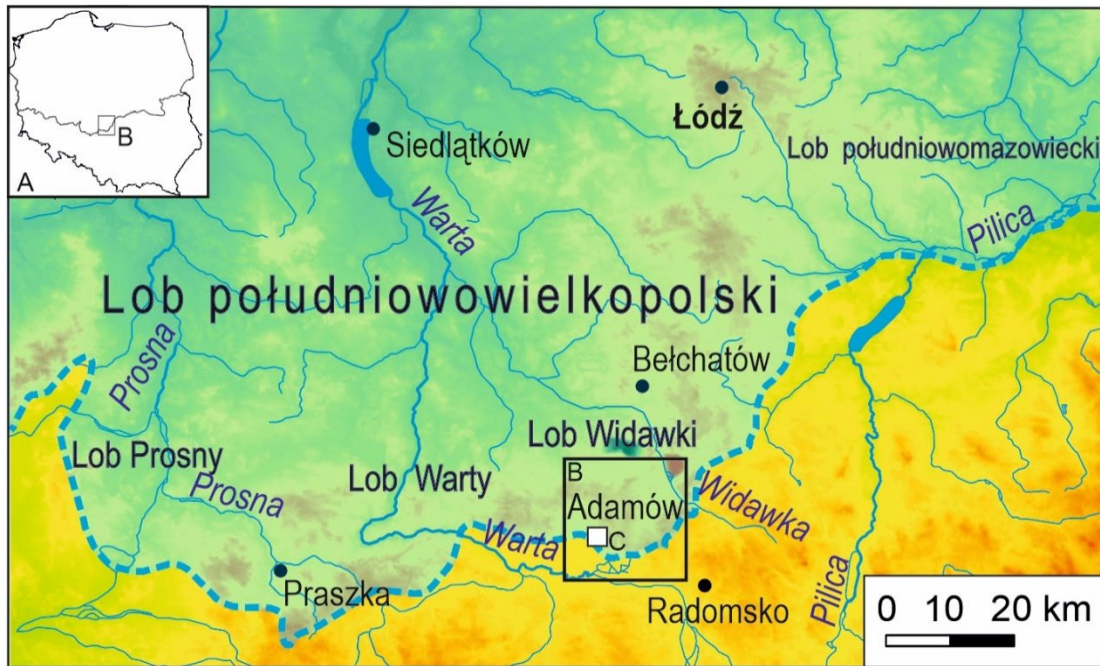 A
B
Siedlątków
Łódź
Lob południowomazowiecki
Warta
Pilica
Lob południowowielkopolski
Prosna
Bełchatów
Lob Prosny
Lob Widawki
Prosna
Lob Warty
B
Adamów
C
Widawka
Warta
Praszka
Radomsko
Pilica
0 10 20 km